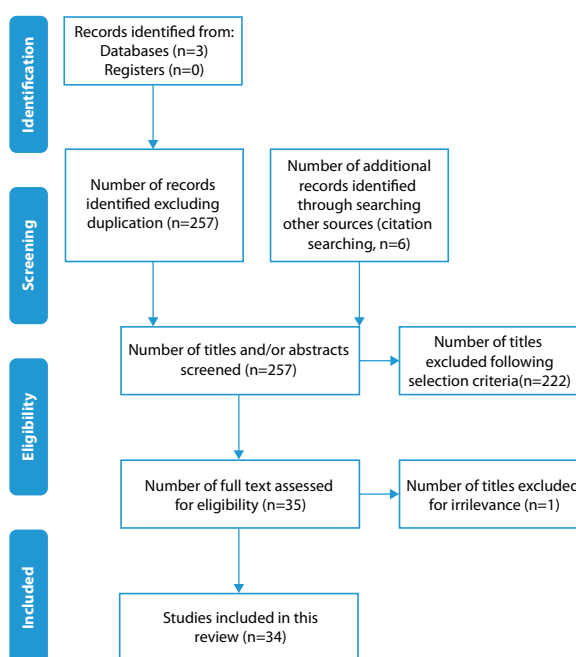 Identification
Records identified from:
Databases (n=3)
Registers (n=0)
Screening
Number of records
identified excluding
duplication (n=257)
Number of additional
records identified
through searching
other sources (citation
searching, n=6)
Number of titles and/or abstracts
screened (n=257)
Number of titles
excluded following
selection criteria(n=222)
Eligibility
Number of full text assessed
for eligibility (n=35)
Number of titles excluded
for irrilevance (n=1)
Included
Studies included in this
review (n=34)